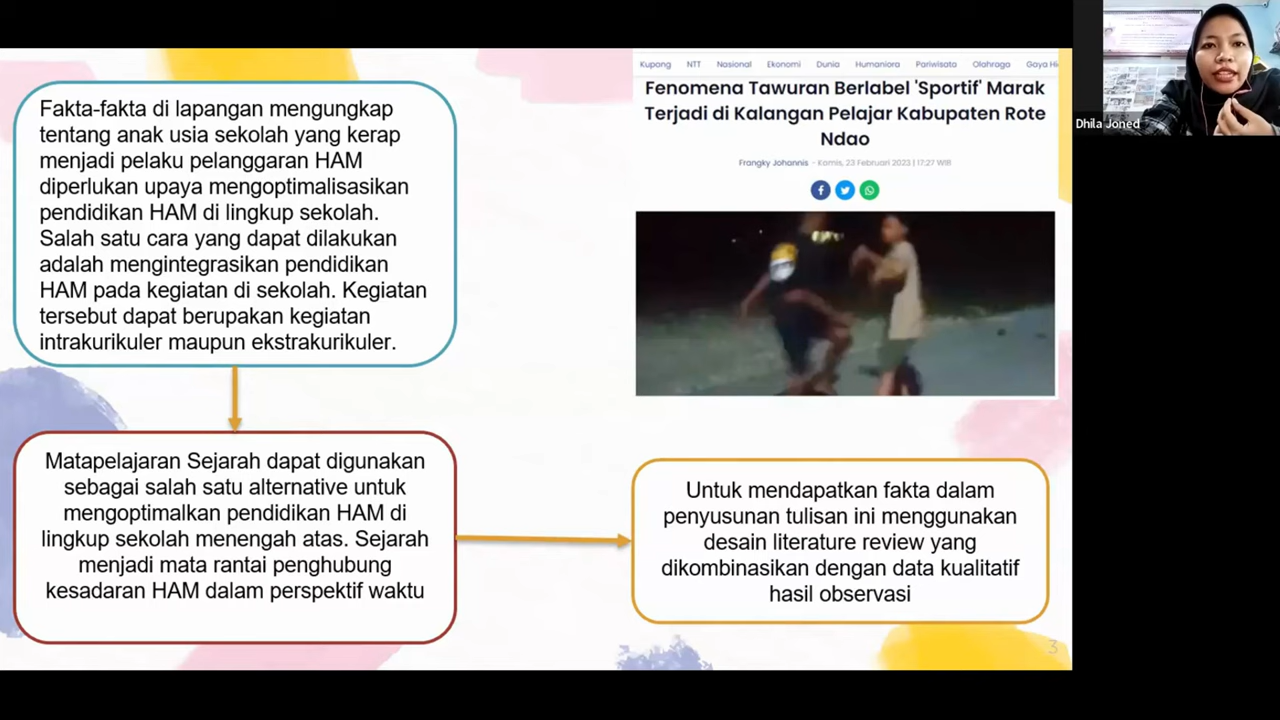 Fakta-fakta di lapangan mengungkap
tentang anak usia sekolah yang kerap
menjadi pelaku pelanggaran HAM
diperlukan upaya mengoptimalisasikan
pendidikan HAM di lingkup sekolah.
Salah satu cara yang dapat dilakukan
adalah mengintegrasikan pendidikan
HAM pada kegiatan di sekolah. Kegiatan
tersebut dapat berupakan kegiatan
intrakurikuler maupun ekstrakurikuler.
Kupang NTT Nasional Ekonomi Dunia Humaniora Pariwisata Olahraga Gaya Hi
Fenomena Tawuran Berlabel 'Sportif' Marak
Terjadi di Kalangan Pelajar Kabupaten Rote
Ndao
Frangky Johannis - Kamis, 23 Februari 2023 | 17:27 WIB
Matapelajaran Sejarah dapat digunakan
sebagai salah satu alternative untuk
mengoptimalkan pendidikan HAM di
lingkup sekolah menengah atas. Sejarah
menjadi mata rantai penghubung
kesadaran HAM dalam perspektif waktu
Untuk mendapatkan fakta dalam
penyusunan tulisan ini menggunakan
desain literature review yang
dikombinasikan dengan data kualitatif
hasil observasi
3
Dhila Joned